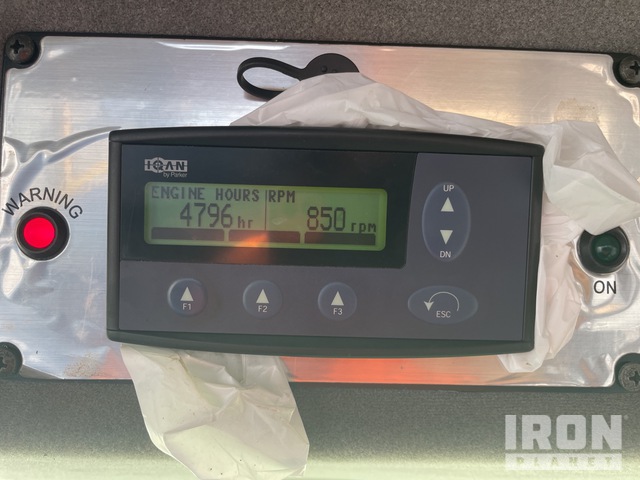 IQAN
by Parker
ENGINE HOURS RPM
4796 hr 850 rpm
UP
DN
F1
F2
F3
ESC
WARNING
ON
IRON
PLANET